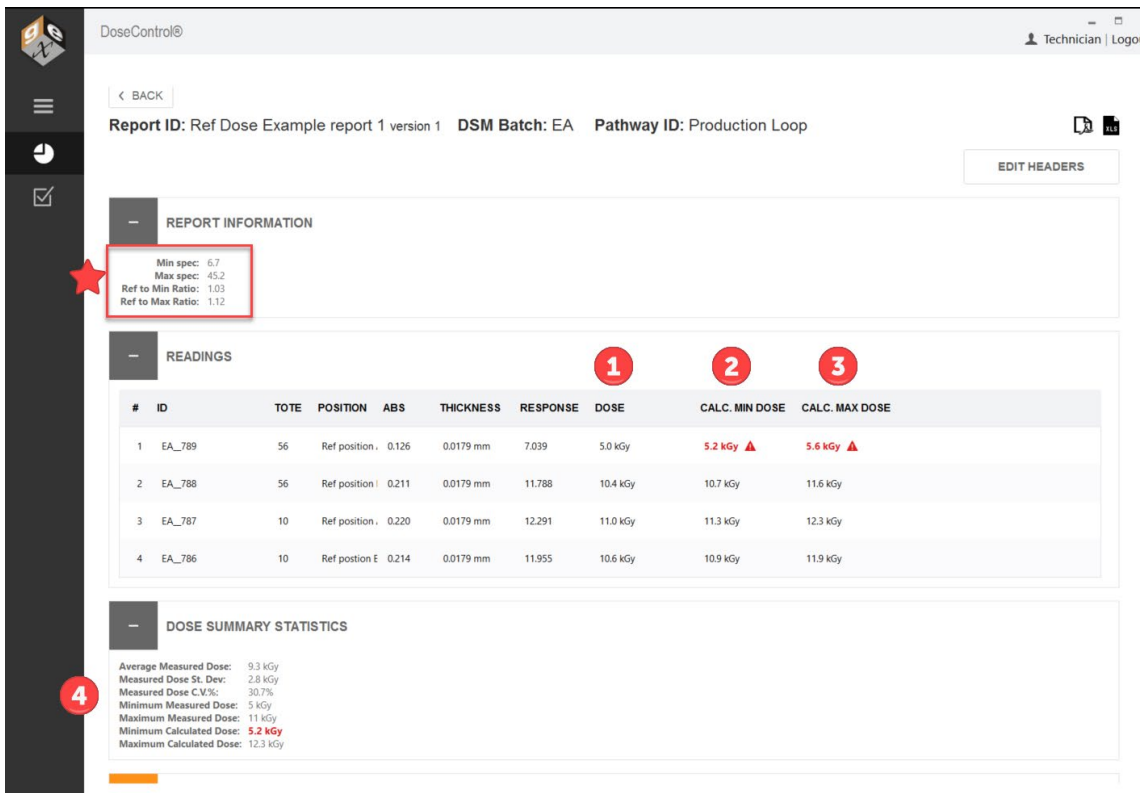 gex
DoseControl®
Technician | Logou
< BACK
Report ID: Ref Dose Example report 1 version 1 DSM Batch: EA Pathway ID: Production Loop
XLS
EDIT HEADERS
− REPORT INFORMATION
Min spec: 6.7
Max spec: 45.2
Ref to Min Ratio: 1.03
Ref to Max Ratio: 1.12
− READINGS
1 2 3
# ID TOTE POSITION ABS THICKNESS RESPONSE DOSE CALC. MIN DOSE CALC. MAX DOSE
1 EA_789 56 Ref position 0.126 0.0179 mm 7.039 5.0 kGy 5.2 kGy 5.6 kGy
2 EA_788 56 Ref position 0.211 0.0179 mm 11.788 10.4 kGy 10.7 kGy 11.6 kGy
3 EA_787 10 Ref position 0.220 0.0179 mm 12.291 11.0 kGy 11.3 kGy 12.3 kGy
4 EA_786 10 Ref postion E 0.214 0.0179 mm 11.955 10.6 kGy 10.9 kGy 11.9 kGy
− DOSE SUMMARY STATISTICS
4
Average Measured Dose: 9.3 kGy
Measured Dose St. Dev: 2.8 kGy
Measured Dose C.V.%: 30.7%
Minimum Measured Dose: 5 kGy
Maximum Measured Dose: 11 kGy
Minimum Calculated Dose: 5.2 kGy
Maximum Calculated Dose: 12.3 kGy